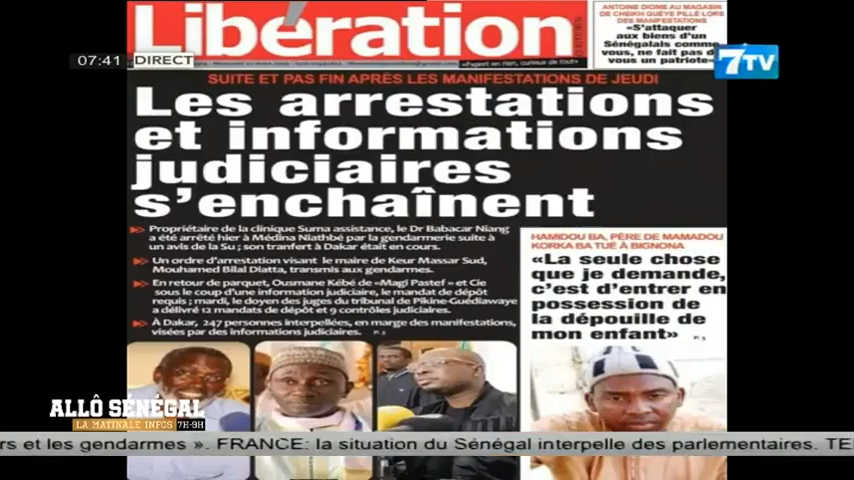 Libération
«Expert en rien, curieux de tout»
QUOTIDIEN
ANTOINE DIOME AU MAGASIN
DE CHEIKH GUÈYE PILLÉ LORS
DES MANIFESTATIONS
«S'attaquer
aux biens d'un
Sénégalais comme
vous, ne fait pas d
vous un patriote»
7TV
07:41 DIRECT
SUITE ET PAS FIN APRÈS LES MANIFESTATIONS DE JEUDI
Les arrestations
et informations
judiciaires
s'enchaînent
Propriétaire de la clinique Suma assistance, le Dr Babacar Niang
a été arrêté hier à Médina Niathbé par la gendarmerie suite à
un avis de la Su ; son tranfert à Dakar était en cours.
Un ordre d'arrestation visant le maire de Keur Massar Sud,
Mouhamed Bilal Diatta, transmis aux gendarmes.
En retour de parquet, Ousmane Kébé de «Magi Pastef» et Cie
sous le coup d'une information judiciaire, le mandat de dépôt
requis ; mardi, le doyen des juges du tribunal de Pikine-Guédiawaye
a délivré 12 mandats de dépôt et 9 contrôles judiciaires.
À Dakar, 247 personnes interpellées, en marge des manifestations,
visées par des informations judiciaires.
HAMIDOU BA, PÈRE DE MAMADOU
KORKA BA TUÉ À BIGNONA
«La seule chose
que je demande,
c'est d'entrer en
possession de
la dépouille de
mon enfant»
P. 3
ALLÔ SÉNÉGAL
LA MATINALE INFOS 7H-9H
rs et les gendarmes ». FRANCE: la situation du Sénégal interpelle des parlementaires. TE